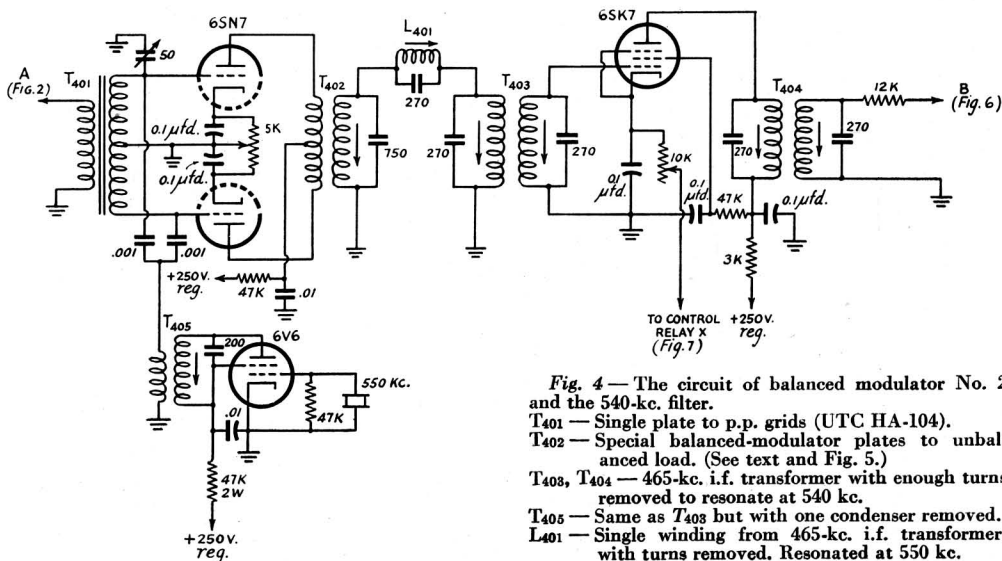 6SN7
6SK7
L401
50
T401
A
(FIG.2)
270
T402
T403
T404
12K
B
(Fig. 6)
0.1 μfd.
5K
0.1 μfd.
750
270
270
270
270
0.1
μfd.
10K
0.1
μfd.
47K
0.1μfd.
.001
.001
+250V.
reg.
47K
.01
3K
T405
6V6
200
550 KC.
TO CONTROL
RELAY X
(Fig.7)
+250V.
reg.
.01
47K
47K
2W
+250V.
reg.
Fig. 4 — The circuit of balanced modulator No. 2
and the 540-kc. filter.
T401 — Single plate to p.p. grids (UTC HA-104).
T402 — Special balanced-modulator plates to unbal-
anced load. (See text and Fig. 5.)
T403, T404 — 465-kc. i.f. transformer with enough turns
removed to resonate at 540 kc.
T405 — Same as T403 but with one condenser removed.
L401 — Single winding from 465-kc. i.f. transformer
with turns removed. Resonated at 550 kc.